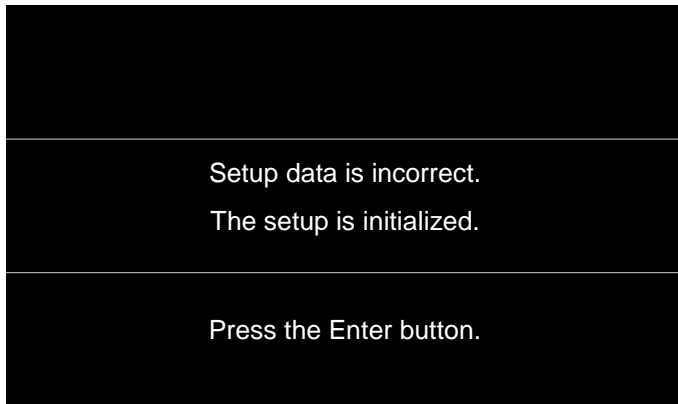 Setup data is incorrect.
The setup is initialized.
Press the Enter button.